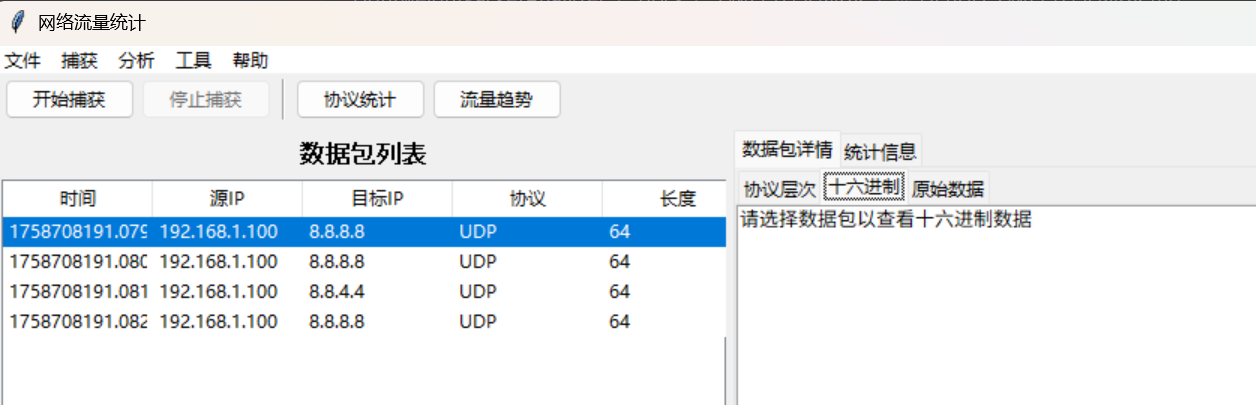 网络流量统计
文件 捕获 分析 工具 帮助
开始捕获 停止捕获 协议统计 流量趋势
数据包列表
时间 源IP 目标IP 协议 长度
1758708191.079 192.168.1.100 8.8.8.8 UDP 64
1758708191.080 192.168.1.100 8.8.8.8 UDP 64
1758708191.081 192.168.1.100 8.8.4.4 UDP 64
1758708191.082 192.168.1.100 8.8.8.8 UDP 64
数据包详情 统计信息
协议层次 十六进制 原始数据
请选择数据包以查看十六进制数据